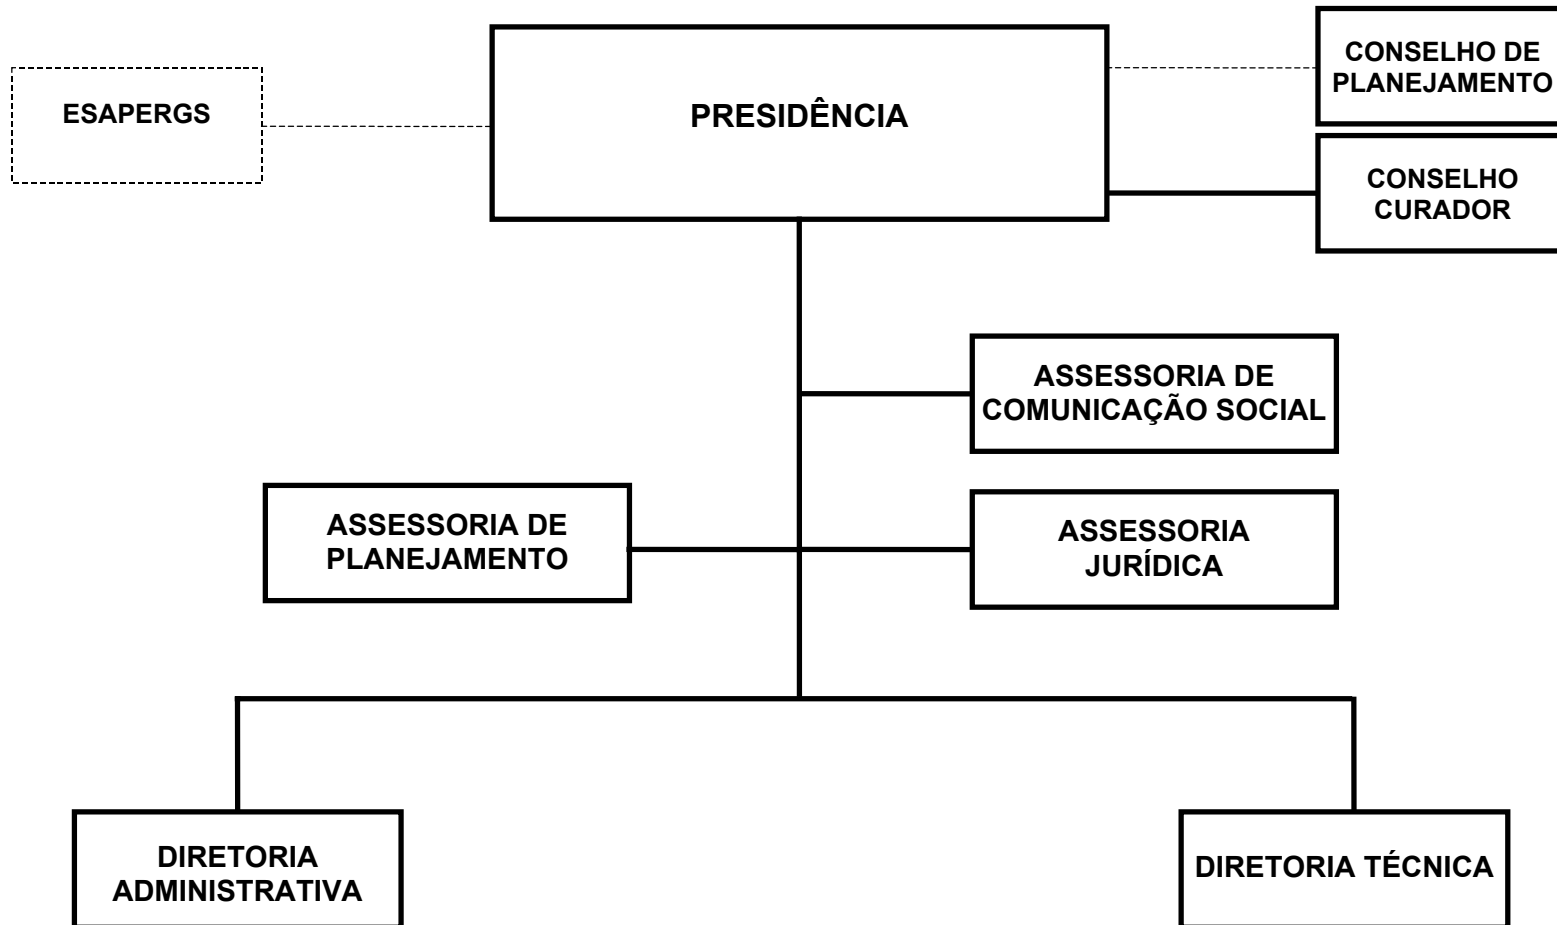 CONSELHO DE
PLANEJAMENTO
ESAPERGS
PRESIDÊNCIA
CONSELHO
CURADOR
ASSESSORIA DE
COMUNICAÇÃO SOCIAL
ASSESSORIA DE
PLANEJAMENTO
ASSESSORIA
JURÍDICA
DIRETORIA
ADMINISTRATIVA
DIRETORIA TÉCNICA